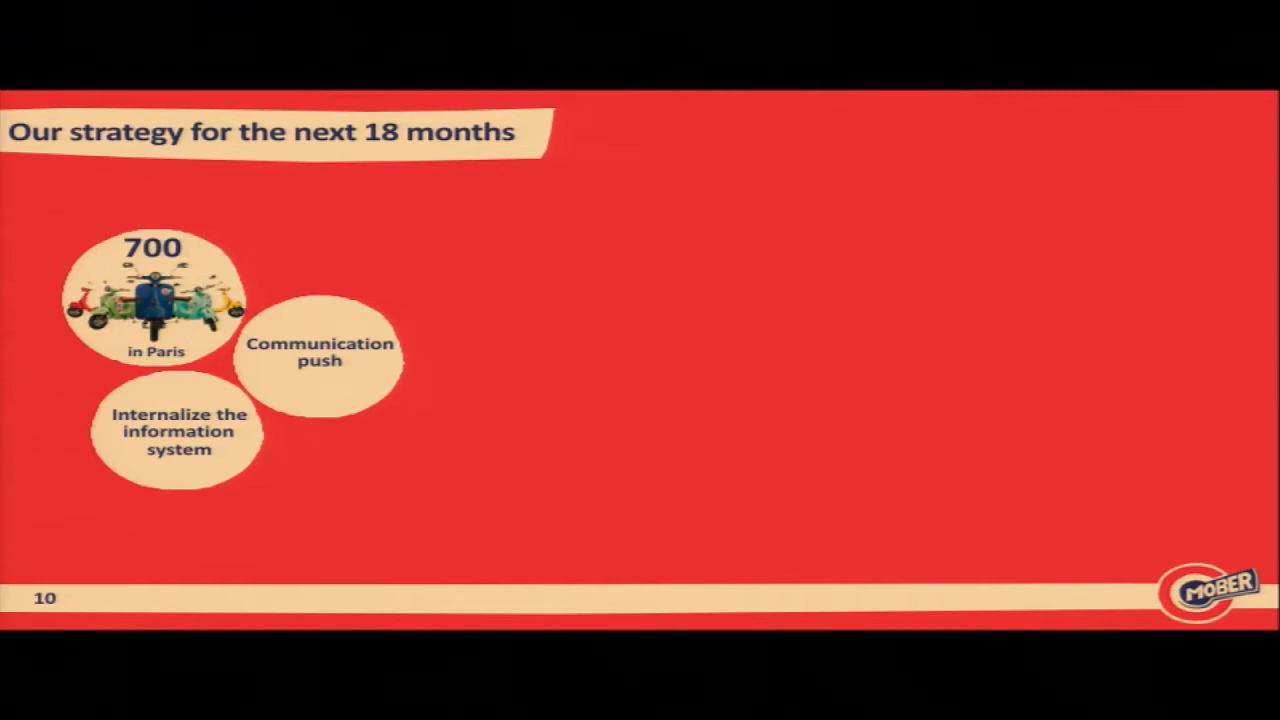 Our strategy for the next 18 months
700
in Paris
Communication
push
Internalize the
information
system
10
MOBER